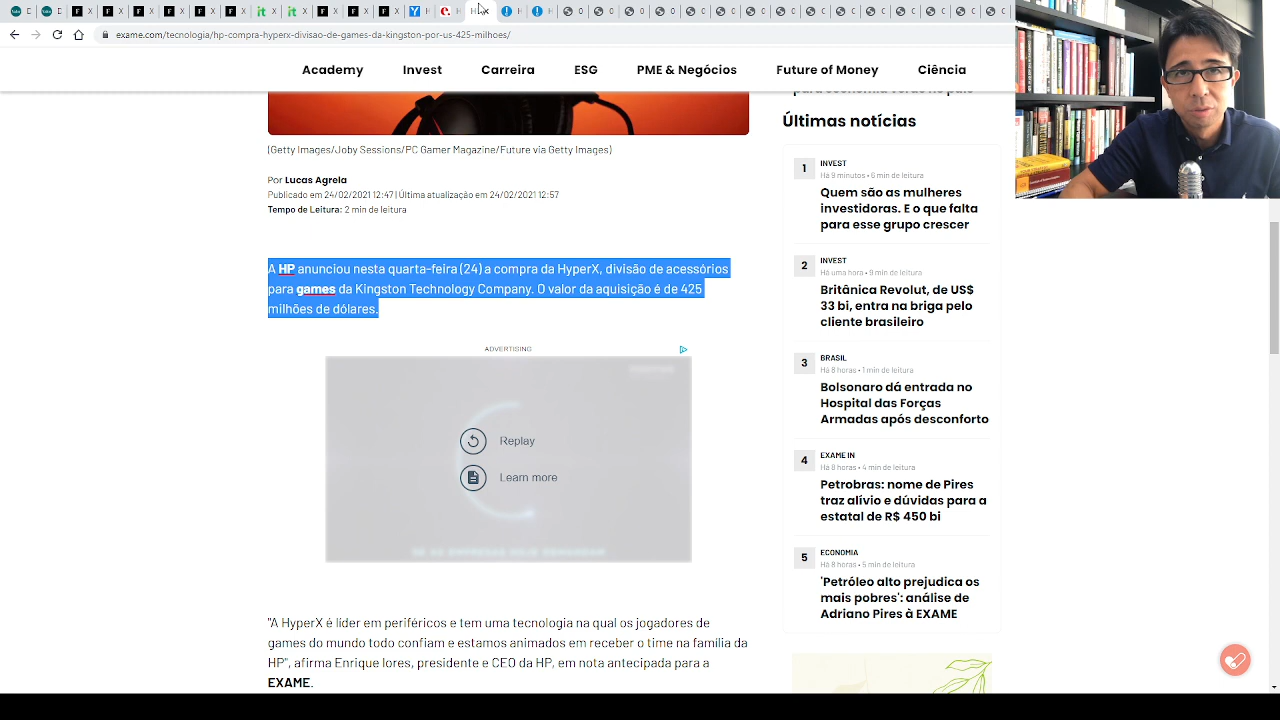 exame.com/tecnologia/hp-compra-hyperx-divisao-de-games-da-kingston-por-us-425-milhoes/
Academy Invest Carreira ESG PME & Negócios Future of Money Ciência
(Getty Images/Joby Sessions/PC Gamer Magazine/Future via Getty Images)
Por Lucas Agrela
Publicado em 24/02/2021 12:47 | Última atualização em 24/02/2021 12:57
Tempo de Leitura: 2 min de leitura
A HP anunciou nesta quarta-feira (24) a compra da HyperX, divisão de acessórios
para games da Kingston Technology Company. O valor da aquisição é de 425
milhões de dólares.
ADVERTISING
Replay
Learn more
"A HyperX é líder em periféricos e tem uma tecnologia na qual os jogadores de
games do mundo todo confiam e estamos animados em receber o time na família da
HP", afirma Enrique lores, presidente e CEO da HP, em nota antecipada para a
EXAME.
Últimas notícias
1 INVEST
Há 9 minutos • 6 min de leitura
Quem são as mulheres
investidoras. E o que falta
para esse grupo crescer
2 INVEST
Há uma hora • 9 min de leitura
Britânica Revolut, de US$
33 bi, entra na briga pelo
cliente brasileiro
3 BRASIL
Há 8 horas • 1 min de leitura
Bolsonaro dá entrada no
Hospital das Forças
Armadas após desconforto
4 EXAME IN
Há 8 horas • 4 min de leitura
Petrobras: nome de Pires
traz alívio e dúvidas para a
estatal de R$ 450 bi
5 ECONOMIA
Há 8 horas • 5 min de leitura
'Petróleo alto prejudica os
mais pobres': análise de
Adriano Pires à EXAME